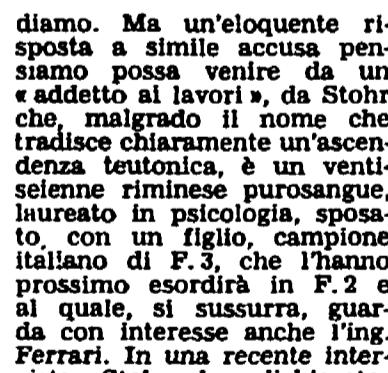 diamo. Ma un'eloquente ri-
sposta a simile accusa pen-
siamo possa venire da un
« addetto ai lavori », da Stohr
che, malgrado il nome che
tradisce chiaramente un'ascen-
denza teutonica, è un venti-
seienne riminese purosangue,
laureato in psicologia, sposa-
to, con un figlio, campione
italiano di F. 3, che l'hanno
prossimo esordirà in F. 2 e
al quale, si sussurra, guar-
da con interesse anche l'ing.
Ferrari. In una recente inter-